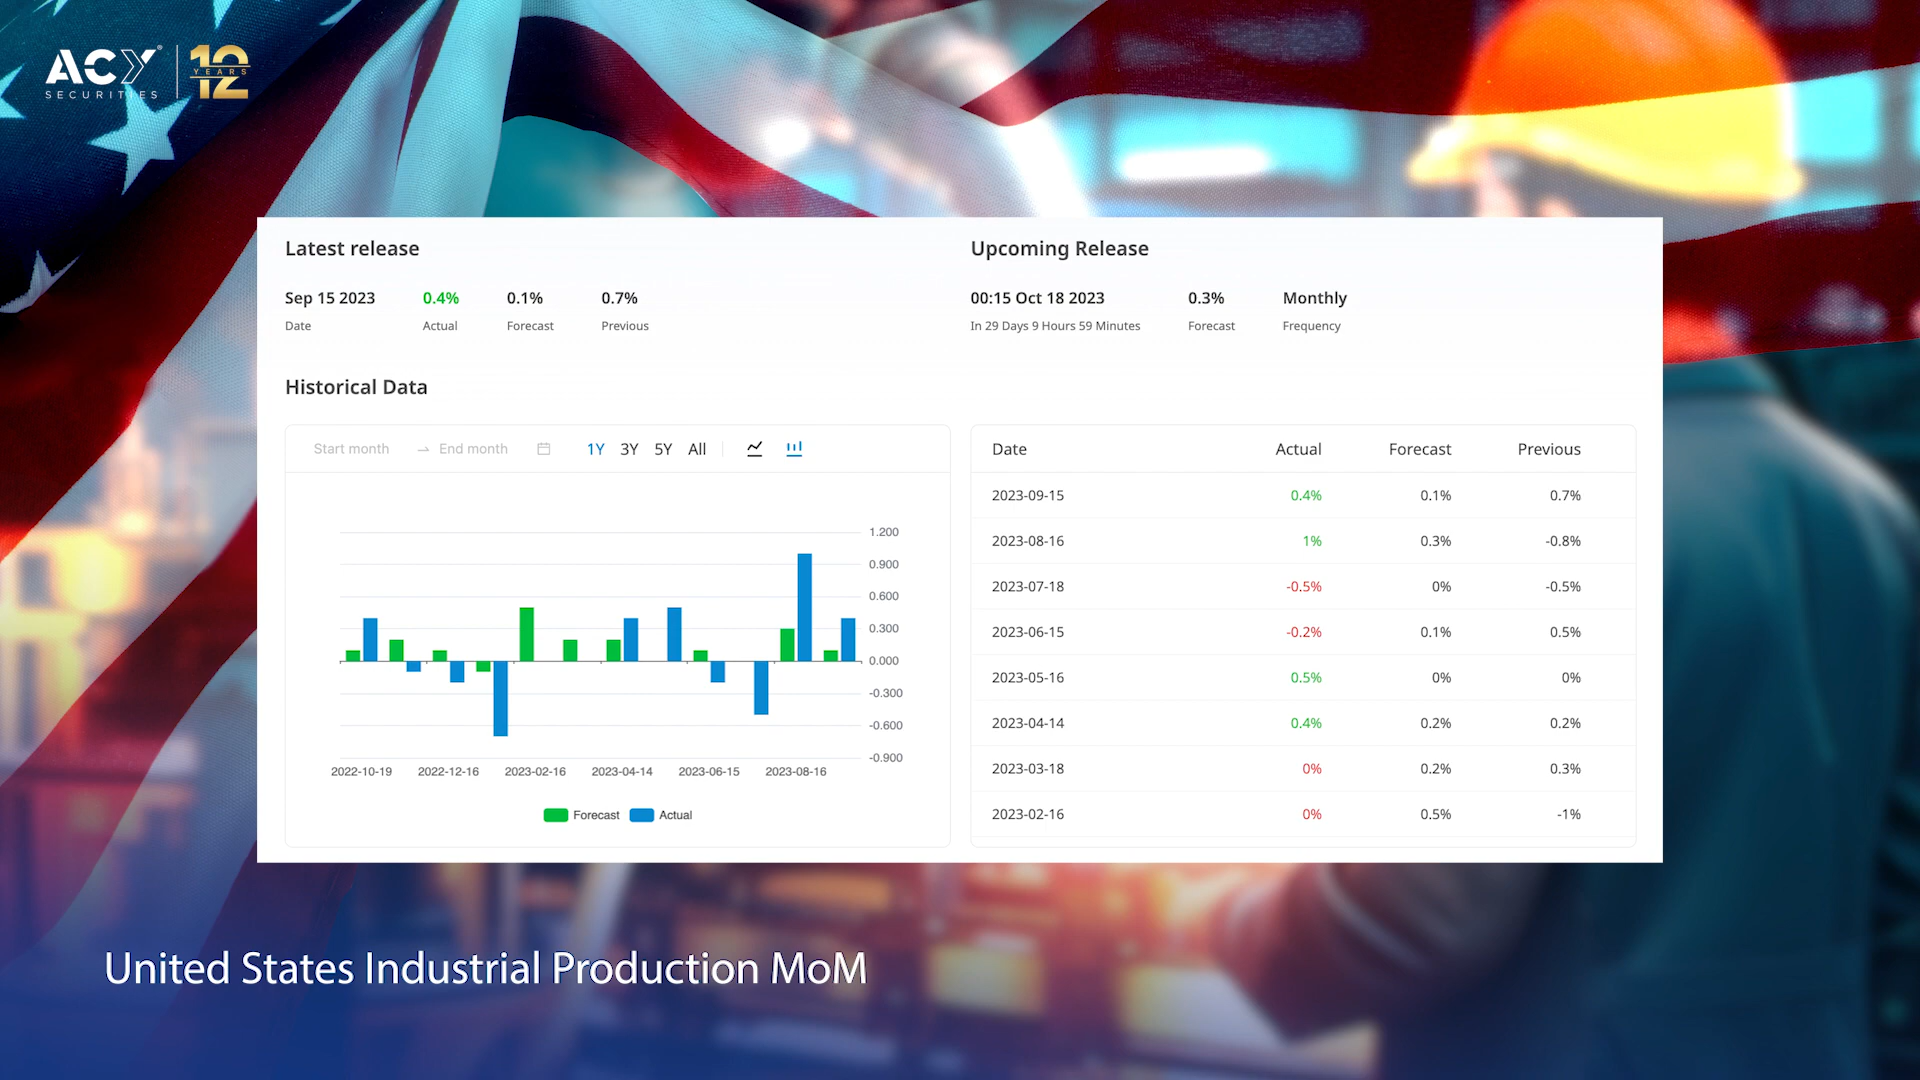 ACY
SECURITIES
12
YEARS
Latest release
Sep 15 2023 0.4% 0.1% 0.7%
Date Actual Forecast Previous
Upcoming Release
00:15 Oct 18 2023 0.3% Monthly
In 29 Days 9 Hours 59 Minutes Forecast Frequency
Historical Data
Start month → End month 1Y 3Y 5Y All
1.200
0.900
0.600
0.300
0.000
-0.300
-0.600
-0.900
2022-10-19 2022-12-16 2023-02-16 2023-04-14 2023-06-15 2023-08-16
Forecast Actual
Date Actual Forecast Previous
2023-09-15 0.4% 0.1% 0.7%
2023-08-16 1% 0.3% -0.8%
2023-07-18 -0.5% 0% -0.5%
2023-06-15 -0.2% 0.1% 0.5%
2023-05-16 0.5% 0% 0%
2023-04-14 0.4% 0.2% 0.2%
2023-03-18 0% 0.2% 0.3%
2023-02-16 0% 0.5% -1%
United States Industrial Production MoM